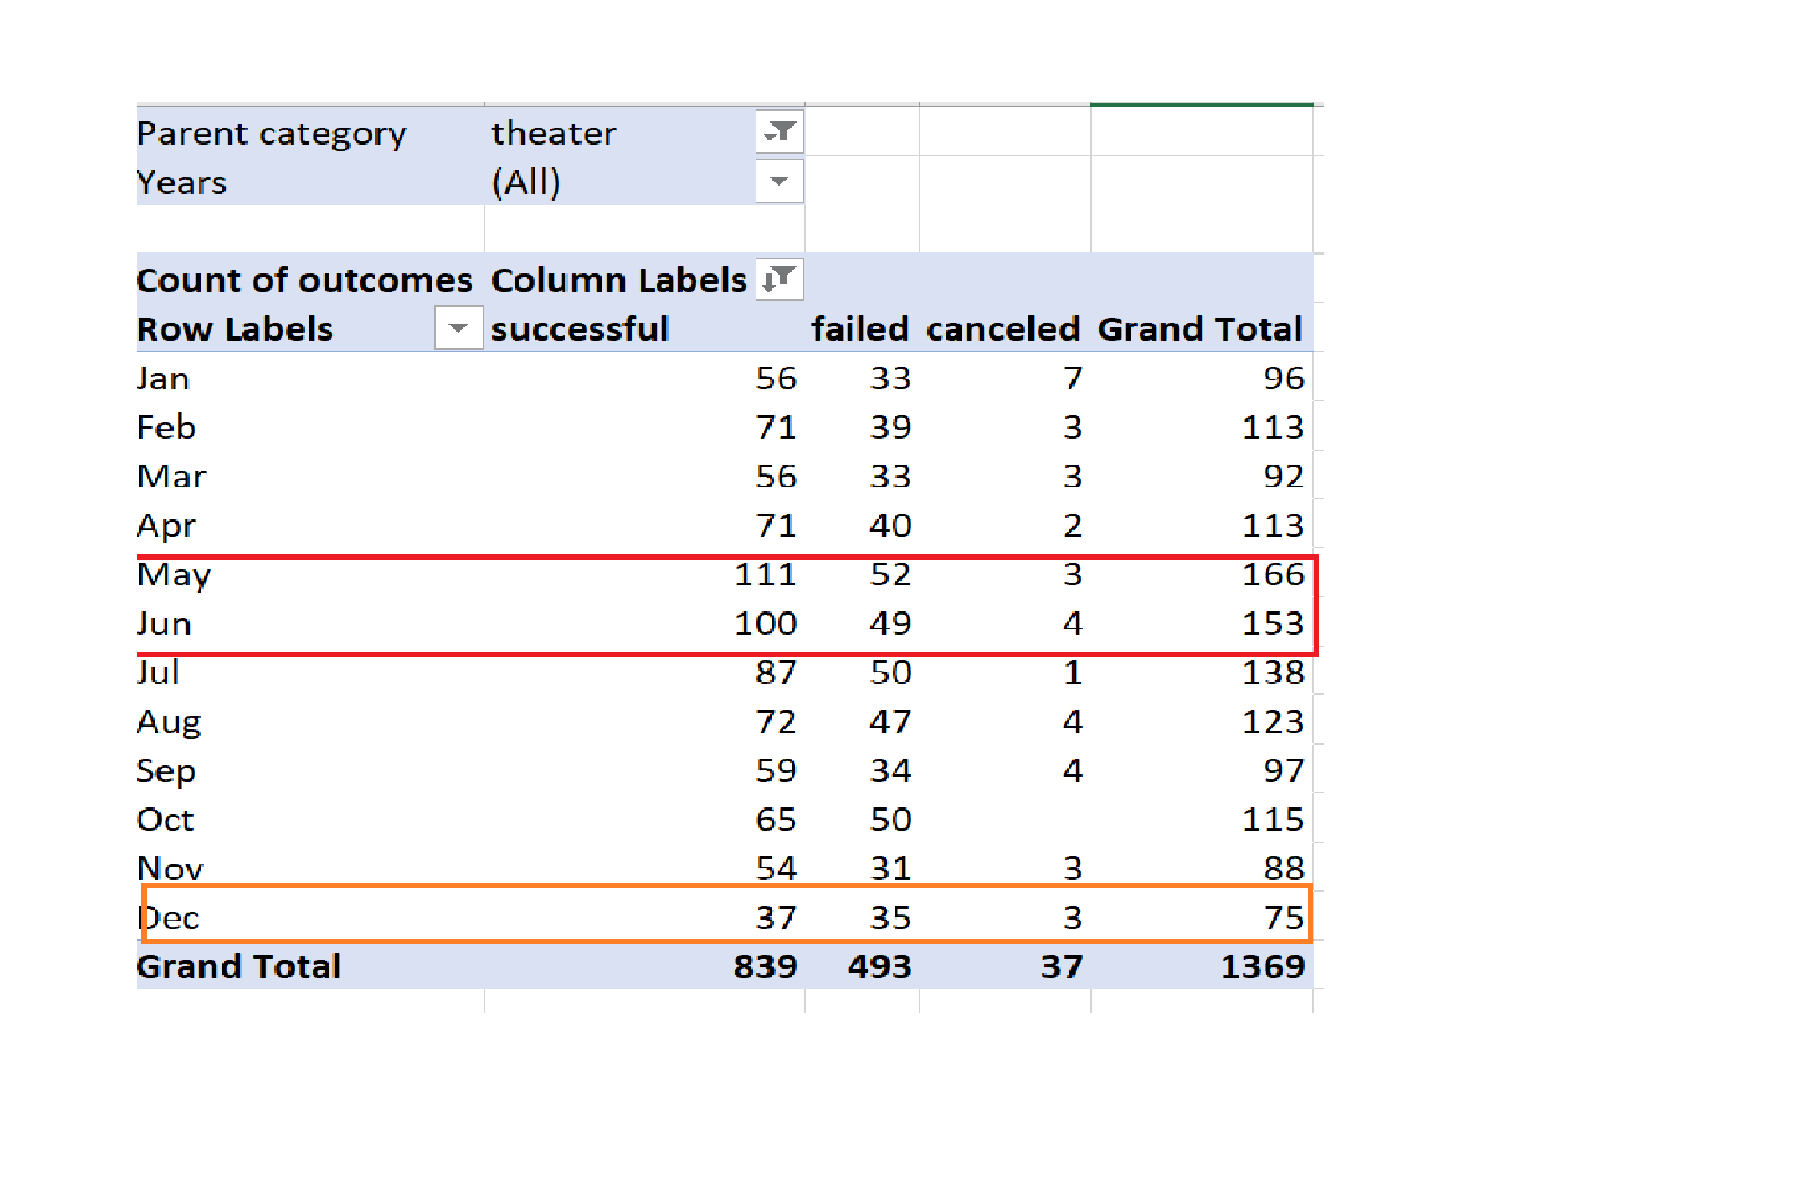 Parent category theater
Years (All)
Count of outcomes Column Labels
Row Labels successful failed canceled Grand Total
Jan 56 33 7 96
Feb 71 39 3 113
Mar 56 33 3 92
Apr 71 40 2 113
May 111 52 3 166
Jun 100 49 4 153
Jul 87 50 1 138
Aug 72 47 4 123
Sep 59 34 4 97
Oct 65 50 115
Nov 54 31 3 88
Dec 37 35 3 75
Grand Total 839 493 37 1369